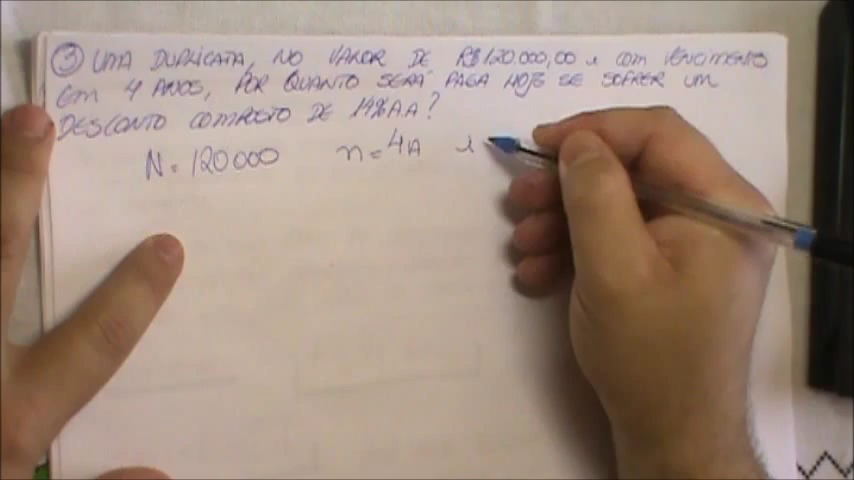 ③ UMA DUPLICATA, NO VALOR DE R$120.000,00 e COM VENCIMENTO
EM 4 ANOS, POR QUANTO SERÁ PAGA HOJE SE SOFRER UM
DESCONTO COMPOSTO DE 14% A.A?
N = 120000 n = 4A i